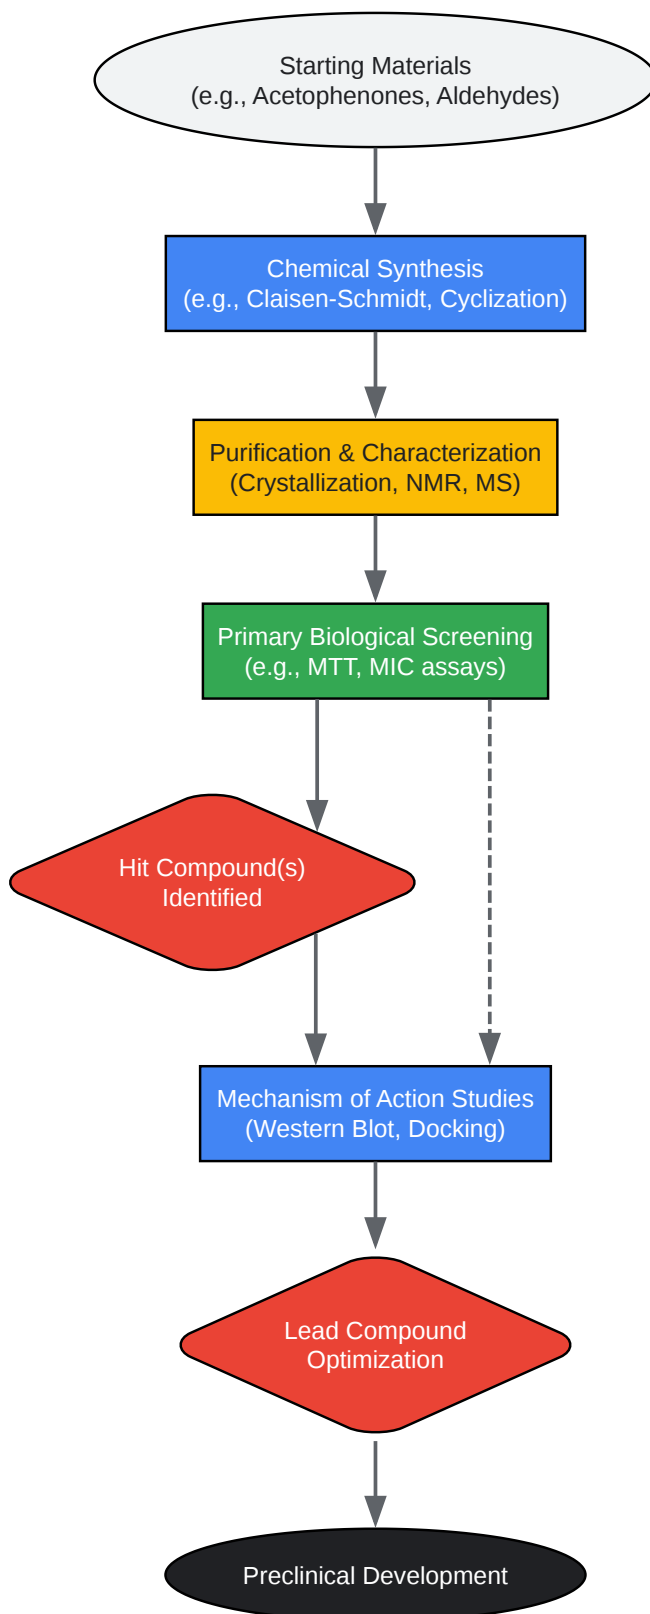 Starting Materials
(e.g., Acetophenones, Aldehydes)
Chemical Synthesis
(e.g., Claisen-Schmidt, Cyclization)
Purification & Characterization
(Crystallization, NMR, MS)
Primary Biological Screening
(e.g., MTT, MIC assays)
Hit Compound(s)
Identified
Mechanism of Action Studies
(Western Blot, Docking)
Lead Compound
Optimization
Preclinical Development